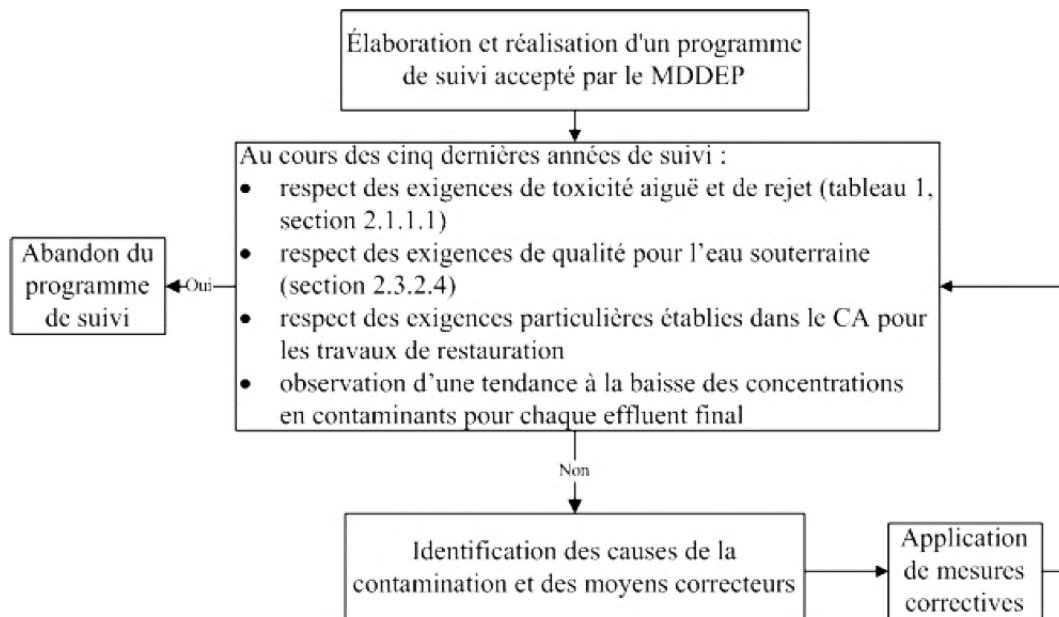 Élaboration et réalisation d'un programme
de suivi accepté par le MDDEP
Au cours des cinq dernières années de suivi :
• respect des exigences de toxicité aiguë et de rejet (tableau 1,
section 2.1.1.1)
• respect des exigences de qualité pour l’eau souterraine
(section 2.3.2.4)
• respect des exigences particulières établies dans le CA pour
les travaux de restauration
• observation d’une tendance à la baisse des concentrations
en contaminants pour chaque effluent final
Oui
Abandon du
programme
de suivi
Non
Identification des causes de la
contamination et des moyens correcteurs
Application
de mesures
correctives